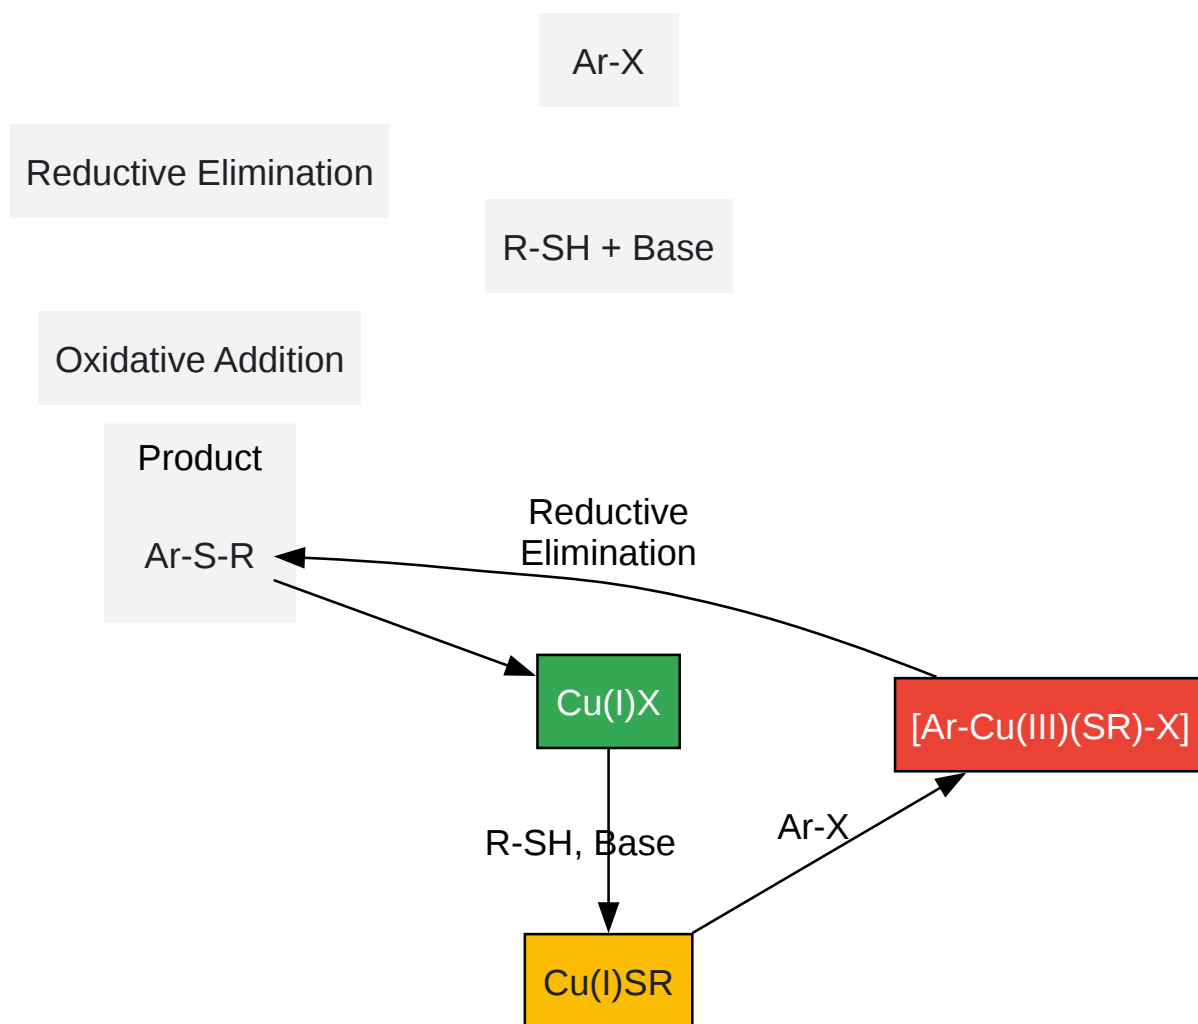 Ar-X
Reductive Elimination
R-SH + Base
Oxidative Addition
Product
Ar-S-R
Reductive
Elimination
Cu(I)X
[Ar-Cu(III)(SR)-X]
R-SH, Base
Ar-X
Cu(I)SR